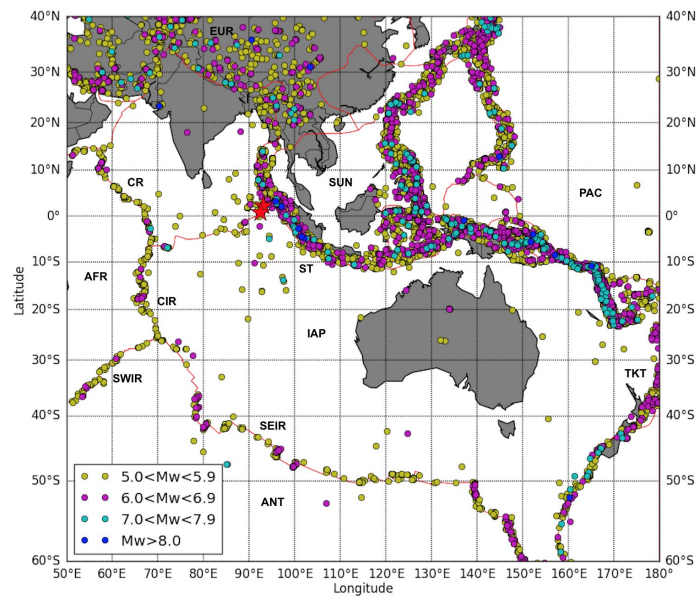 40°N
30°N
20°N
10°N
0°
10°S
20°S
30°S
40°S
50°S
60°S
Latitude
40°N
30°N
20°N
10°N
0°
10°S
20°S
30°S
40°S
50°S
60°S
EUR
CR
SUN
PAC
ST
AFR
CIR
IAP
SWIR
TKT
SEIR
ANT
5.0<Mw<5.9
6.0<Mw<6.9
7.0<Mw<7.9
Mw>8.0
50°E 60°E 70°E 80°E 90°E 100°E 110°E 120°E 130°E 140°E 150°E 160°E 170°E 180°
Longitude